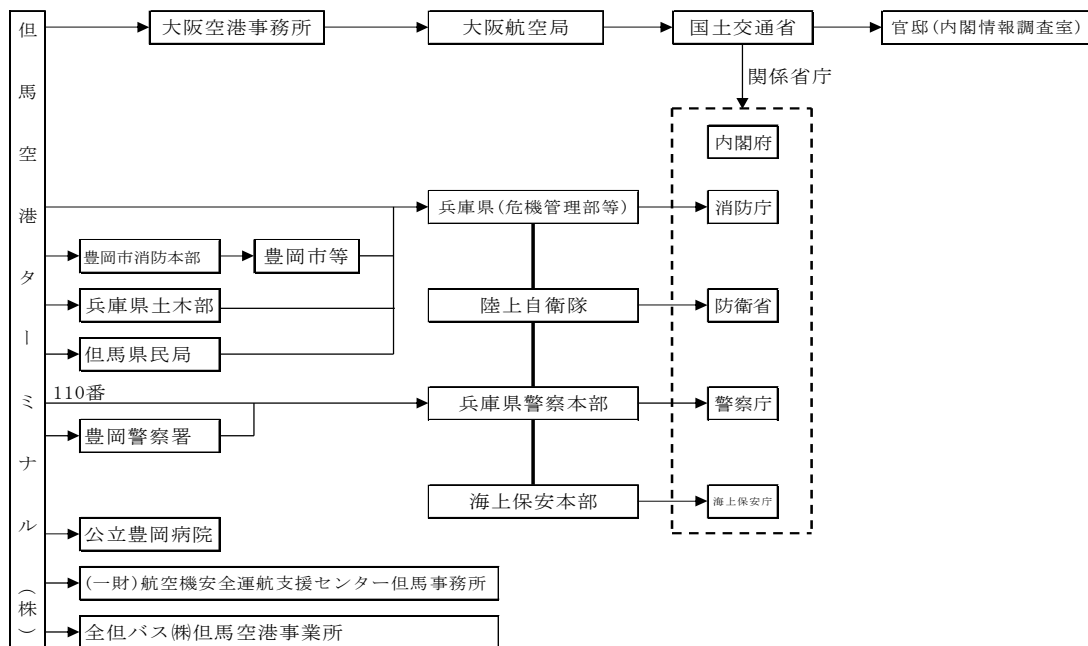 但馬空港ターミナル(株)
大阪空港事務所
大阪航空局
国土交通省
官邸(内閣情報調査室)
関係省庁
内閣府
兵庫県(危機管理部等)
消防庁
豊岡市消防本部
豊岡市等
兵庫県土木部
陸上自衛隊
防衛省
但馬県民局
110番
兵庫県警察本部
警察庁
豊岡警察署
海上保安本部
海上保安庁
公立豊岡病院
(一財)航空機安全運航支援センター但馬事務所
全但バス㈱但馬空港事業所